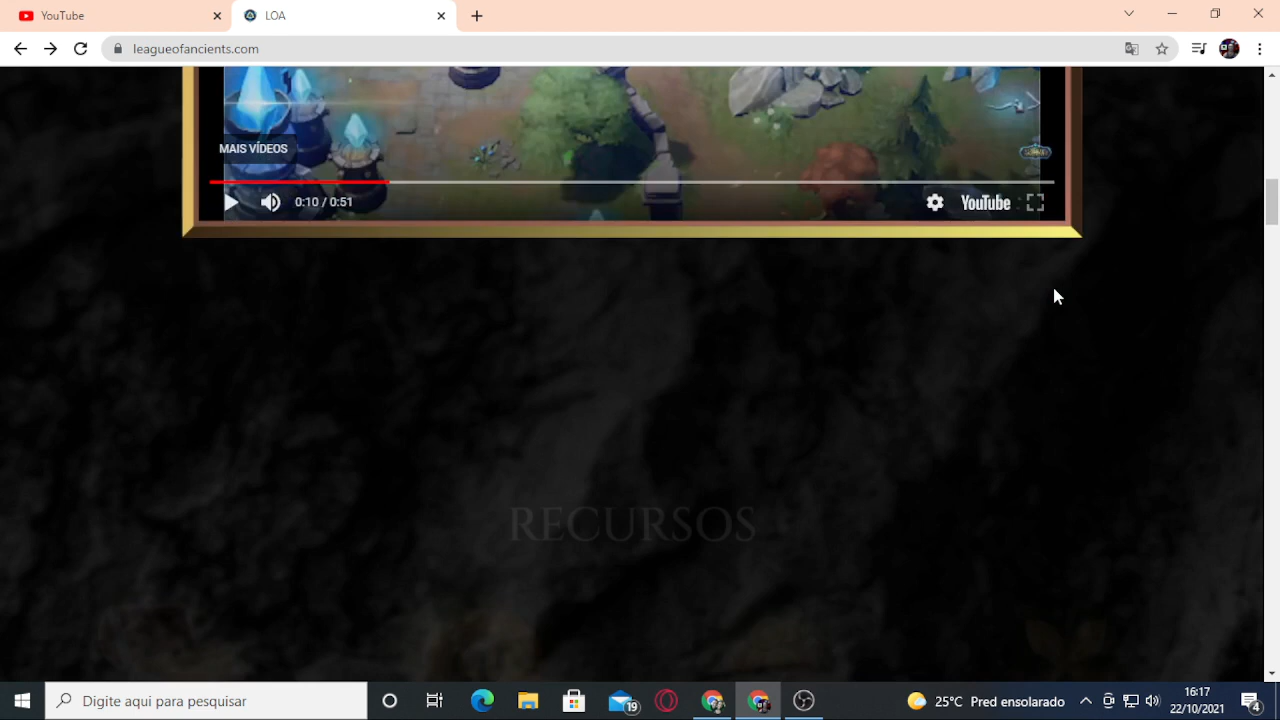 YouTube
LOA
leagueofancients.com
MAIS VÍDEOS
0:10 / 0:51
YouTube
RECURSOS
Digite aqui para pesquisar
19
25°C Pred ensolarado
16:17
22/10/2021
4